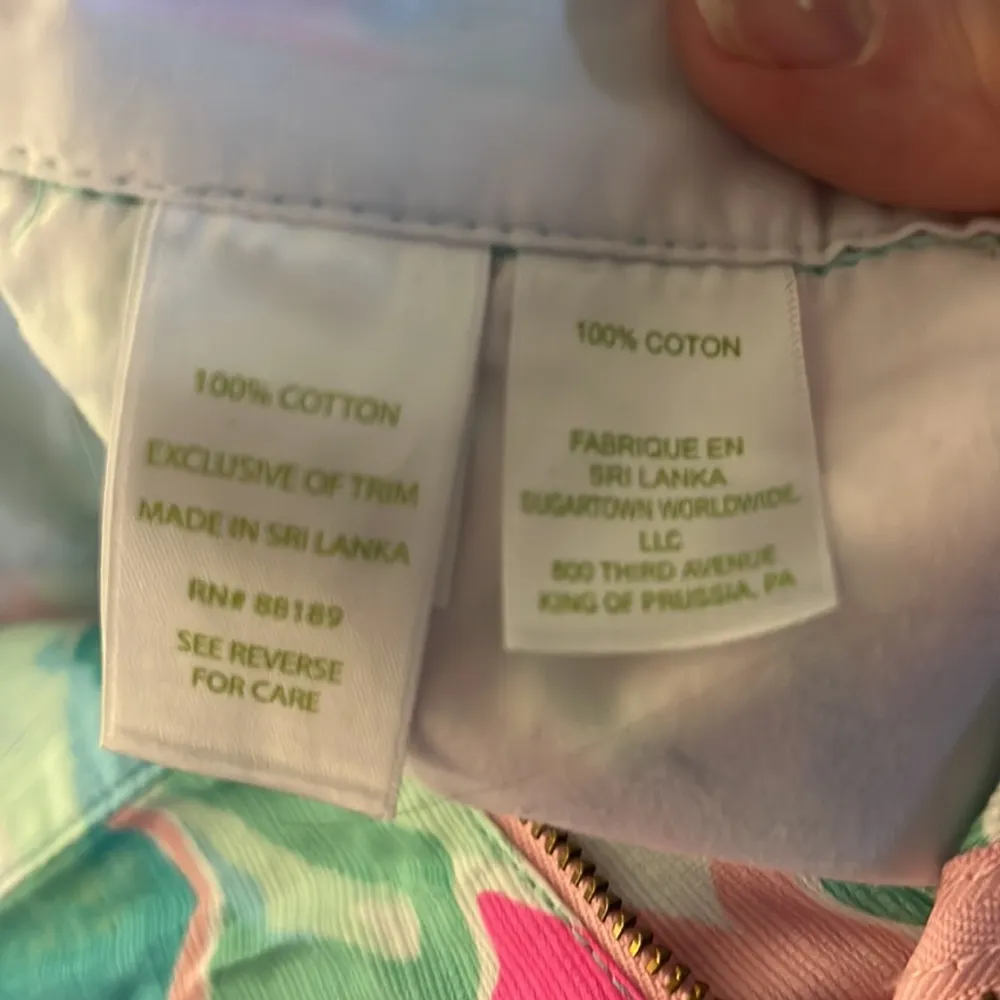 100% COTTON
EXCLUSIVE OF TRIM
MADE IN SRI LANKA
RN# 88189
SEE REVERSE
FOR CARE
100% COTON
FABRIQUE EN
SRI LANKA
SUGARTOWN WORLDWIDE,
LLC
800 THIRD AVENUE
KING OF PRUSSIA, PA